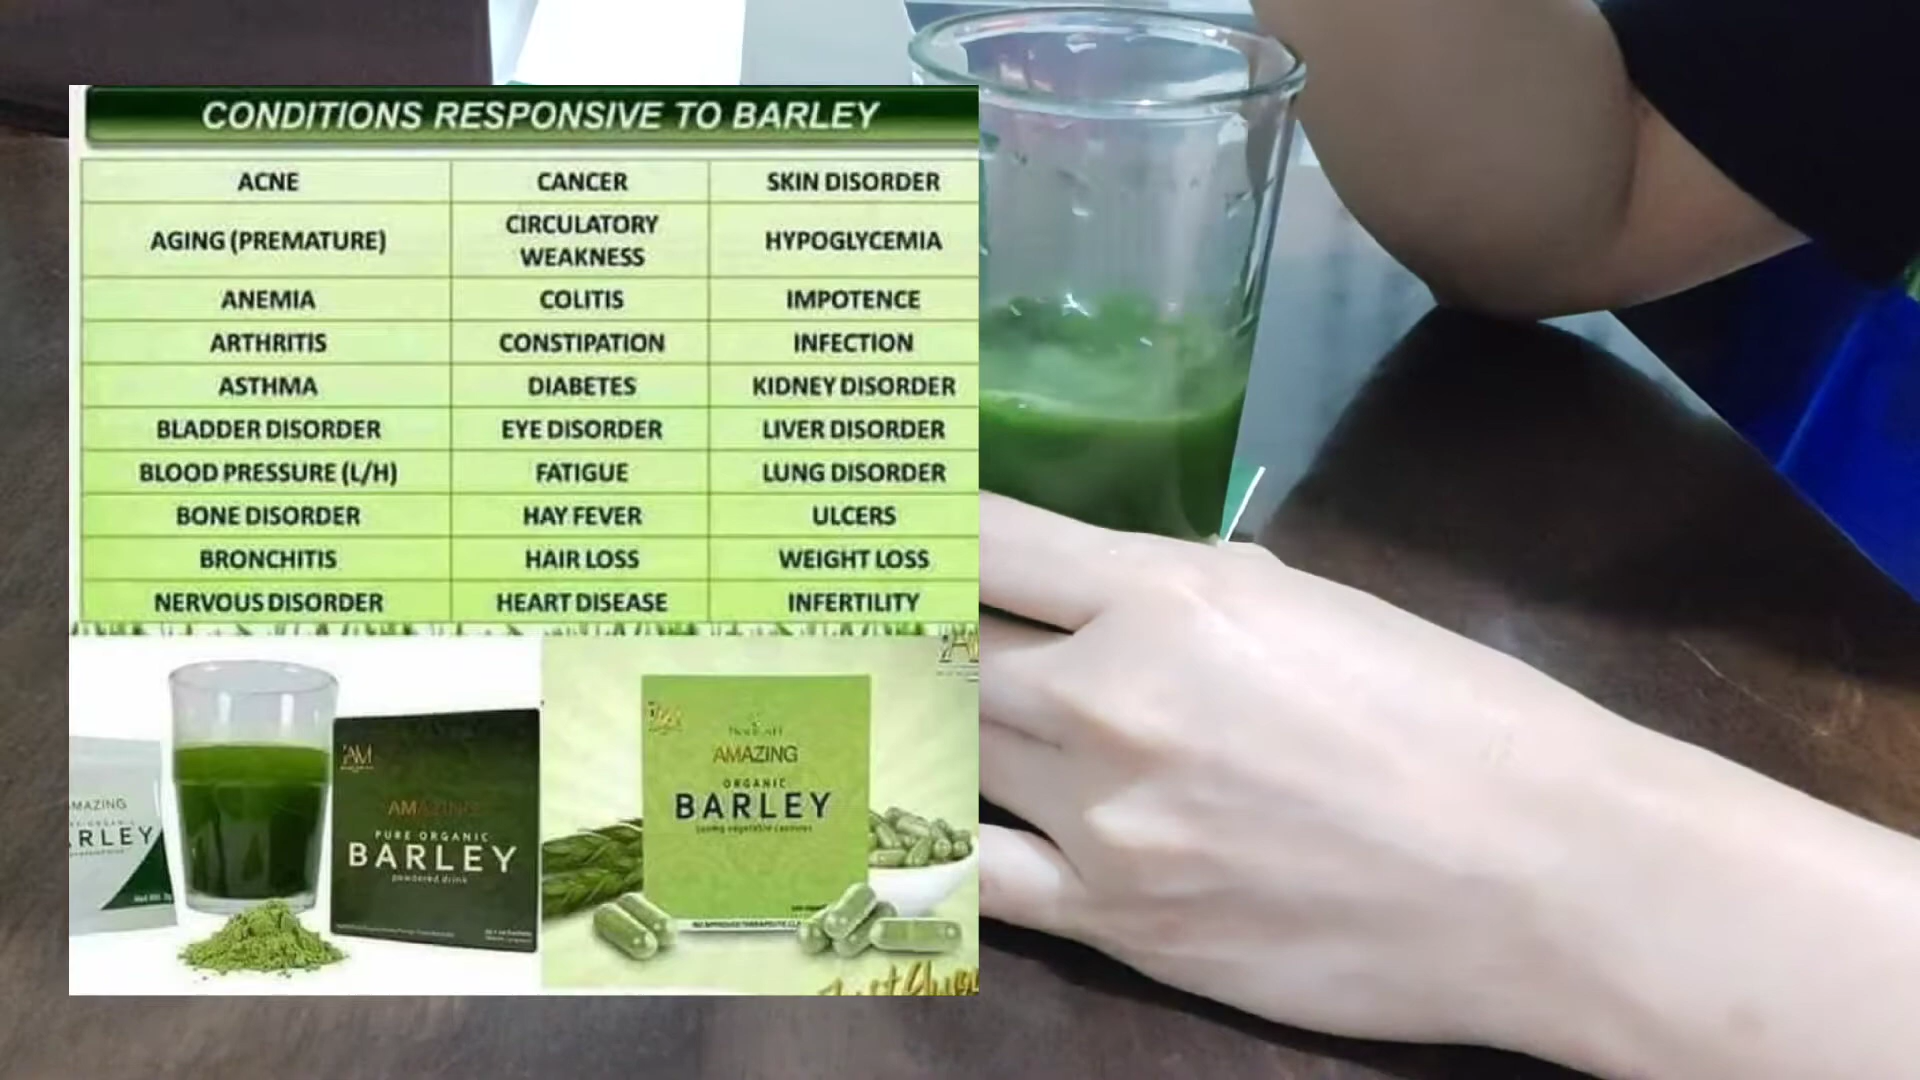 CONDITIONS RESPONSIVE TO BARLEY
ACNE CANCER SKIN DISORDER
AGING (PREMATURE) CIRCULATORY WEAKNESS HYPOGLYCEMIA
ANEMIA COLITIS IMPOTENCE
ARTHRITIS CONSTIPATION INFECTION
ASTHMA DIABETES KIDNEY DISORDER
BLADDER DISORDER EYE DISORDER LIVER DISORDER
BLOOD PRESSURE (L/H) FATIGUE LUNG DISORDER
BONE DISORDER HAY FEVER ULCERS
BRONCHITIS HAIR LOSS WEIGHT LOSS
NERVOUS DISORDER HEART DISEASE INFERTILITY
MAZING
RLEY
AM
AMAZING
PURE ORGANIC
BARLEY
powdered drink
AMAZING
ORGANIC
BARLEY
vegetable capsules